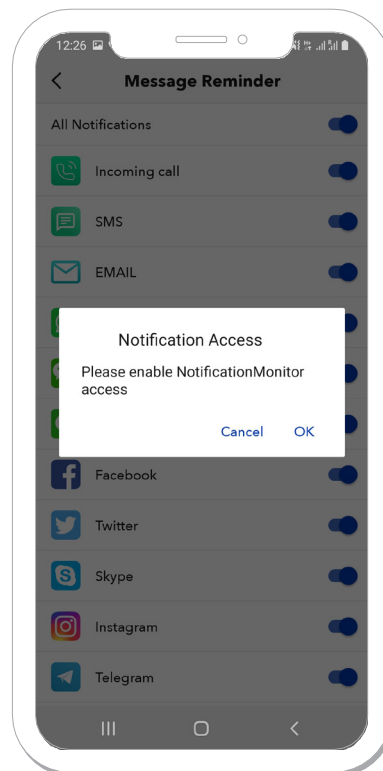 12:26
Message Reminder
All Notifications
Incoming call
SMS
EMAIL
Notification Access
Please enable NotificationMonitor
access
Cancel OK
Facebook
Twitter
Skype
Instagram
Telegram